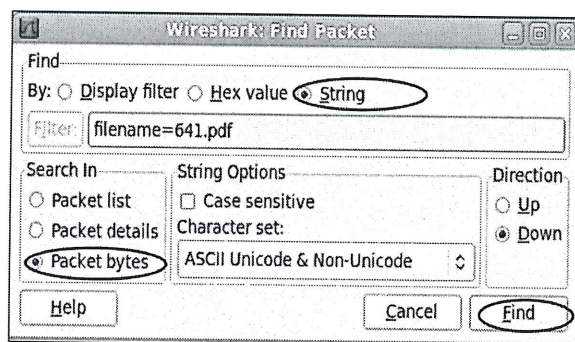 Wireshark: Find Packet
Find
By: Display filter Hex value String
Filter: filename=641.pdf
Search In
Packet list
Packet details
Packet bytes
String Options
Case sensitive
Character set:
ASCII Unicode & Non-Unicode
Direction
Up
Down
Help Cancel Find